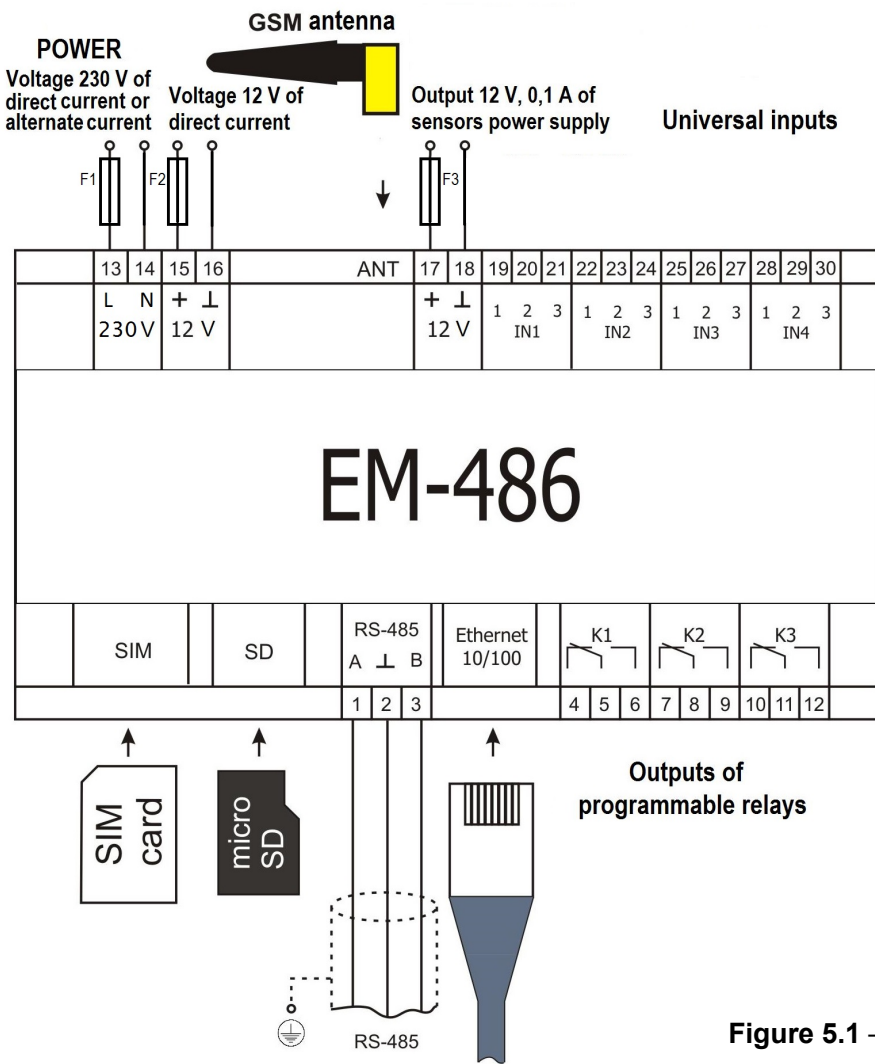 GSM antenna
POWER
Voltage 230 V of
direct current or
alternate current
Voltage 12 V of
direct current
Output 12 V, 0,1 A of
sensors power supply
Universal inputs
F1
F2
F3
13 14 15 16 ANT 17 18 19 20 21 22 23 24 25 26 27 28 29 30
L N + ⊥ + ⊥
230 V 12 V 12 V
1 2 3 1 2 3 1 2 3 1 2 3
IN1 IN2 IN3 IN4
EM-486
SIM
SD
RS-485
A ⊥ B
Ethernet
10/100
K1 K2 K3
1 2 3 4 5 6 7 8 9 10 11 12
SIM
card
micro
SD
Outputs of
programmable relays
RS-485
Figure 5.1 -